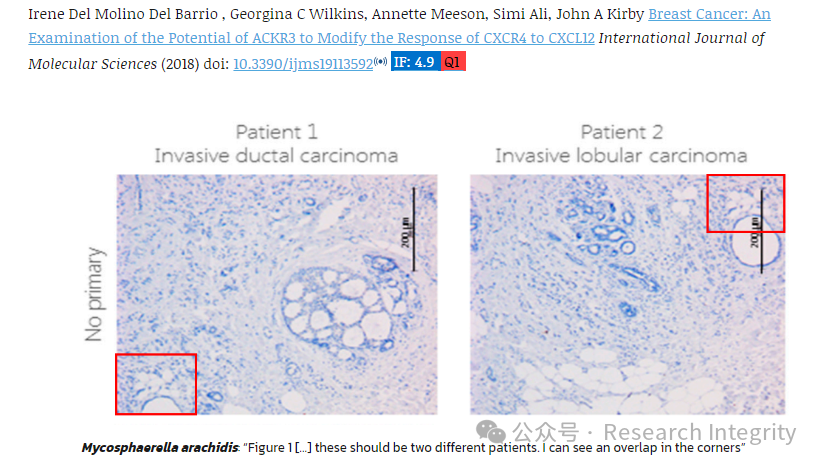 Irene Del Molino Del Barrio , Georgina C Wilkins, Annette Meeson, Simi Ali, John A Kirby Breast Cancer: An
Examination of the Potential of ACKR3 to Modify the Response of CXCR4 to CXCL12 International Journal of
Molecular Sciences (2018) doi: 10.3390/ijms19113592 IF: 4.9 Q1
Patient 1
Invasive ductal carcinoma
Patient 2
Invasive lobular carcinoma
No primary
200 µm
200 µm
公众号 · Research Integrity
Mycosphaerella arachidis: "Figure 1 [...] these should be two different patients. I can see an overlap in the corners"